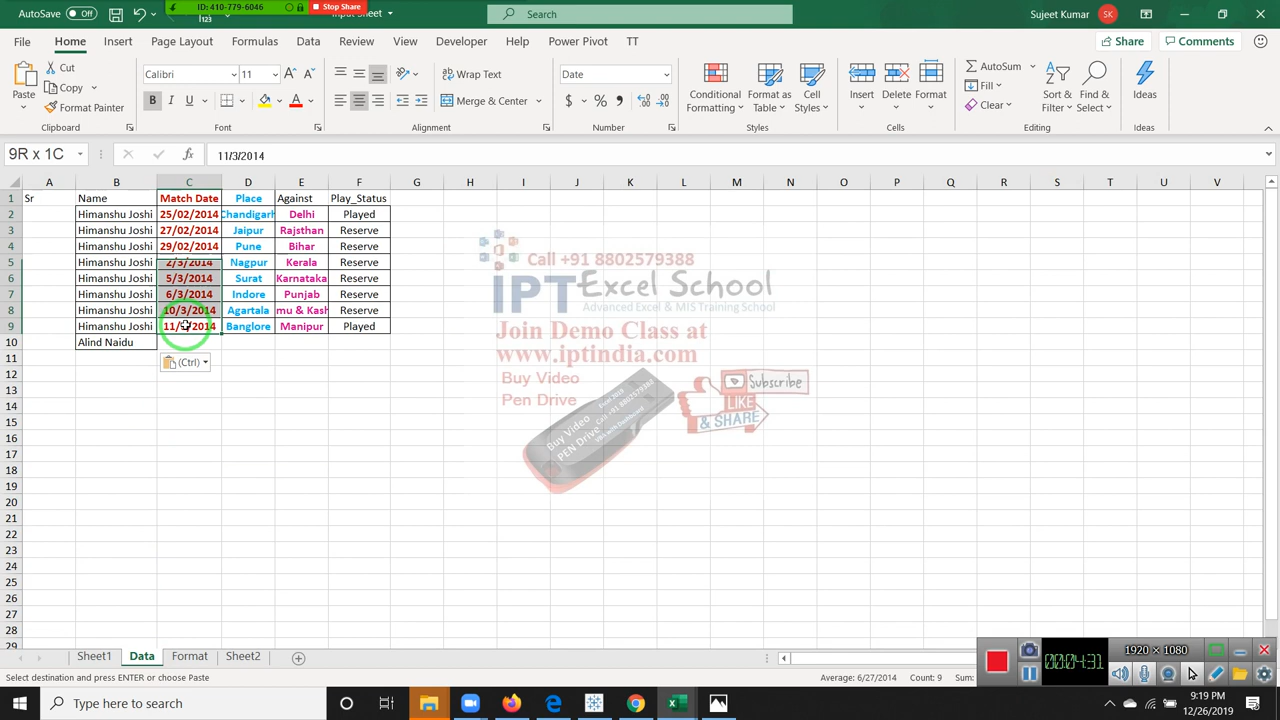 AutoSave Off Input Sheet Search Sujeet Kumar SK
ID: 410-779-6046 Stop Share
File Home Insert Page Layout Formulas Data Review View Developer Help Power Pivot TT Share Comments
Paste Cut Copy Format Painter Clipboard
Calibri 11 B I U A Font
Wrap Text Merge & Center Alignment
Date $ % , Number
Conditional Formatting Format as Table Cell Styles Styles
Insert Delete Format Cells
AutoSum Fill Clear Sort & Filter Find & Select Editing
Ideas Ideas
9R x 1C fx 11/3/2014
A B C D E F G H I J K L M N O P Q R S T U V
1 Sr Name Match Date Place Against Play_Status
2 Himanshu Joshi 25/02/2014 Chandigarh Delhi Played
3 Himanshu Joshi 27/02/2014 Jaipur Rajsthan Reserve
4 Himanshu Joshi 29/02/2014 Pune Bihar Reserve
5 Himanshu Joshi 2/3/2014 Nagpur Kerala Reserve
6 Himanshu Joshi 5/3/2014 Surat Karnataka Reserve
7 Himanshu Joshi 6/3/2014 Indore Punjab Reserve
8 Himanshu Joshi 10/3/2014 Agartala mu & Kash Reserve
9 Himanshu Joshi 11/3/2014 Banglore Manipur Played
10 Alind Naidu
11 (Ctrl)
12
13
14
15
16
17
18
19
20
21
22
23
24
25
26
27
28
29
Call +91 8802579388
IPT Excel School
Advanced Excel & MIS Training School
Join Demo Class at
www.iptindia.com
Buy Video
Pen Drive
Subscribe
LIKE
& SHARE
Buy Video
PEN Drive
Sheet1 Data Format Sheet2
Select destination and press ENTER or choose Paste Average: 6/27/2014 Count: 9 Sum:
1920 × 1080
00:04:31
Type here to search
9:19 PM
12/26/2019